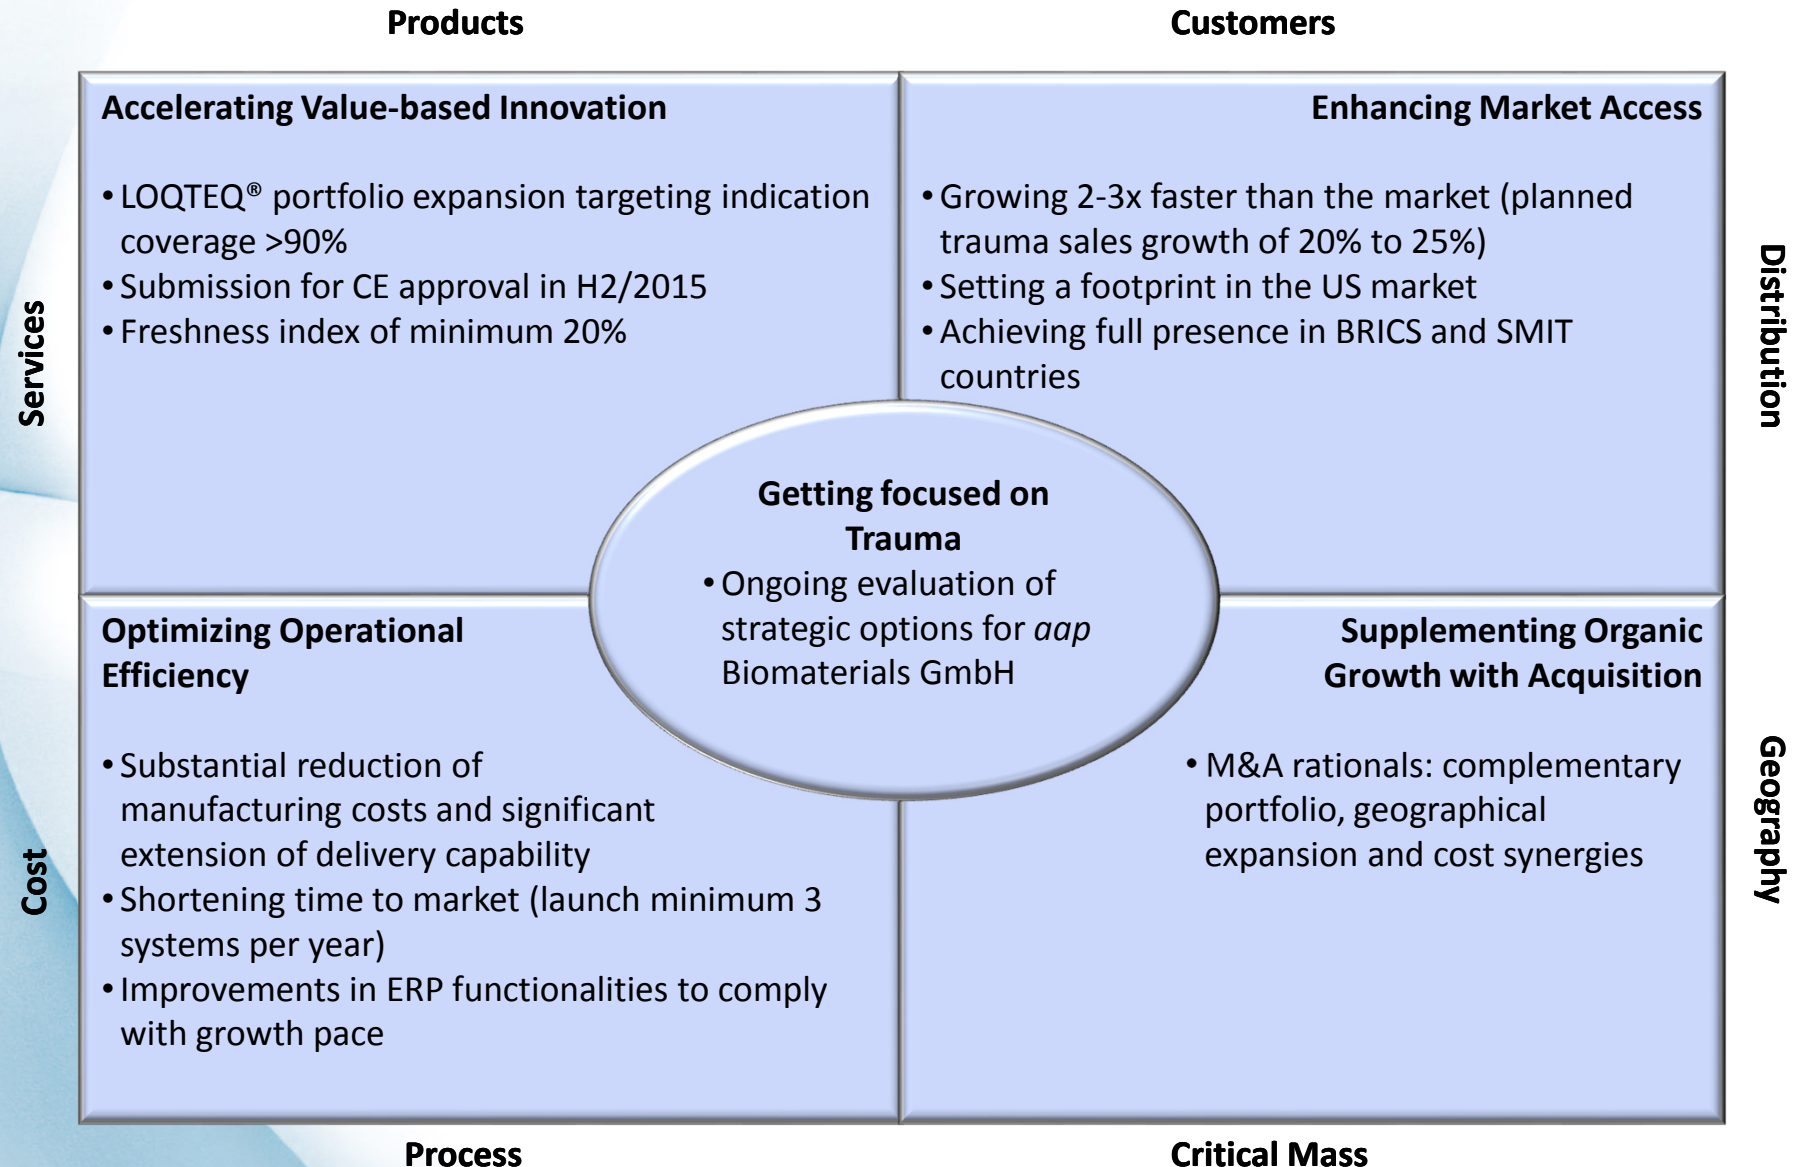 Products
Customers
Services
Accelerating Value-based Innovation
• LOQTEQ® portfolio expansion targeting indication
coverage >90%
• Submission for CE approval in H2/2015
• Freshness index of minimum 20%
Enhancing Market Access
• Growing 2-3x faster than the market (planned
trauma sales growth of 20% to 25%)
• Setting a footprint in the US market
• Achieving full presence in BRICS and SMIT
countries
Distribution
Getting focused on
Trauma
• Ongoing evaluation of
strategic options for aap
Biomaterials GmbH
Cost
Optimizing Operational
Efficiency
• Substantial reduction of
manufacturing costs and significant
extension of delivery capability
• Shortening time to market (launch minimum 3
systems per year)
• Improvements in ERP functionalities to comply
with growth pace
Supplementing Organic
Growth with Acquisition
• M&A rationals: complementary
portfolio, geographical
expansion and cost synergies
Geography
Process
Critical Mass